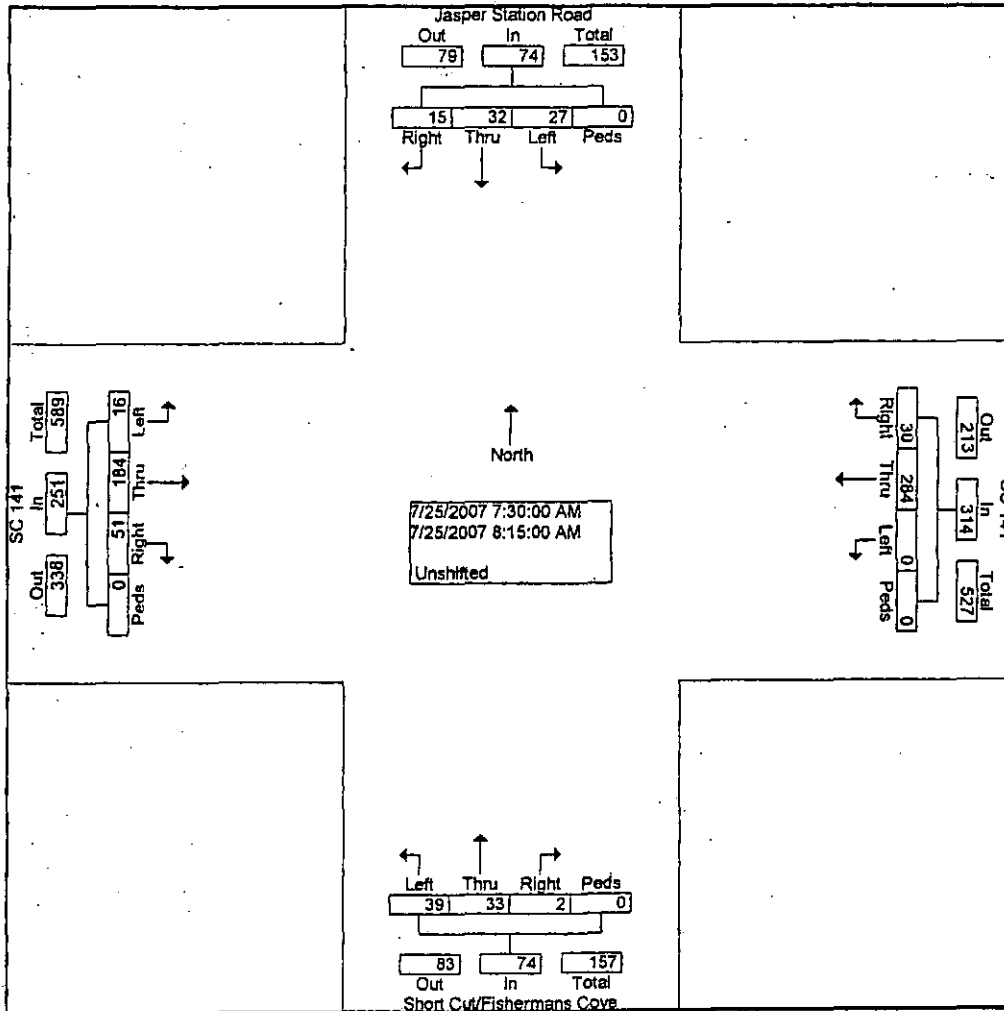 Jasper Station Road
Out In Total
79 74 153
15 32 27 0
Right Thru Left Peds
SC 141
Total In Out
589 251 338
16 184 51 0
Left Thru Right Peds
North
7/25/2007 7:30:00 AM
7/25/2007 8:15:00 AM
Unshifted
Right Thru Left Peds
30 284 0 0
Out In Total
213 314 527
Left Thru Right Peds
39 33 2 0
83 74 157
Out In Total
Short Cut/Fishermans Cove